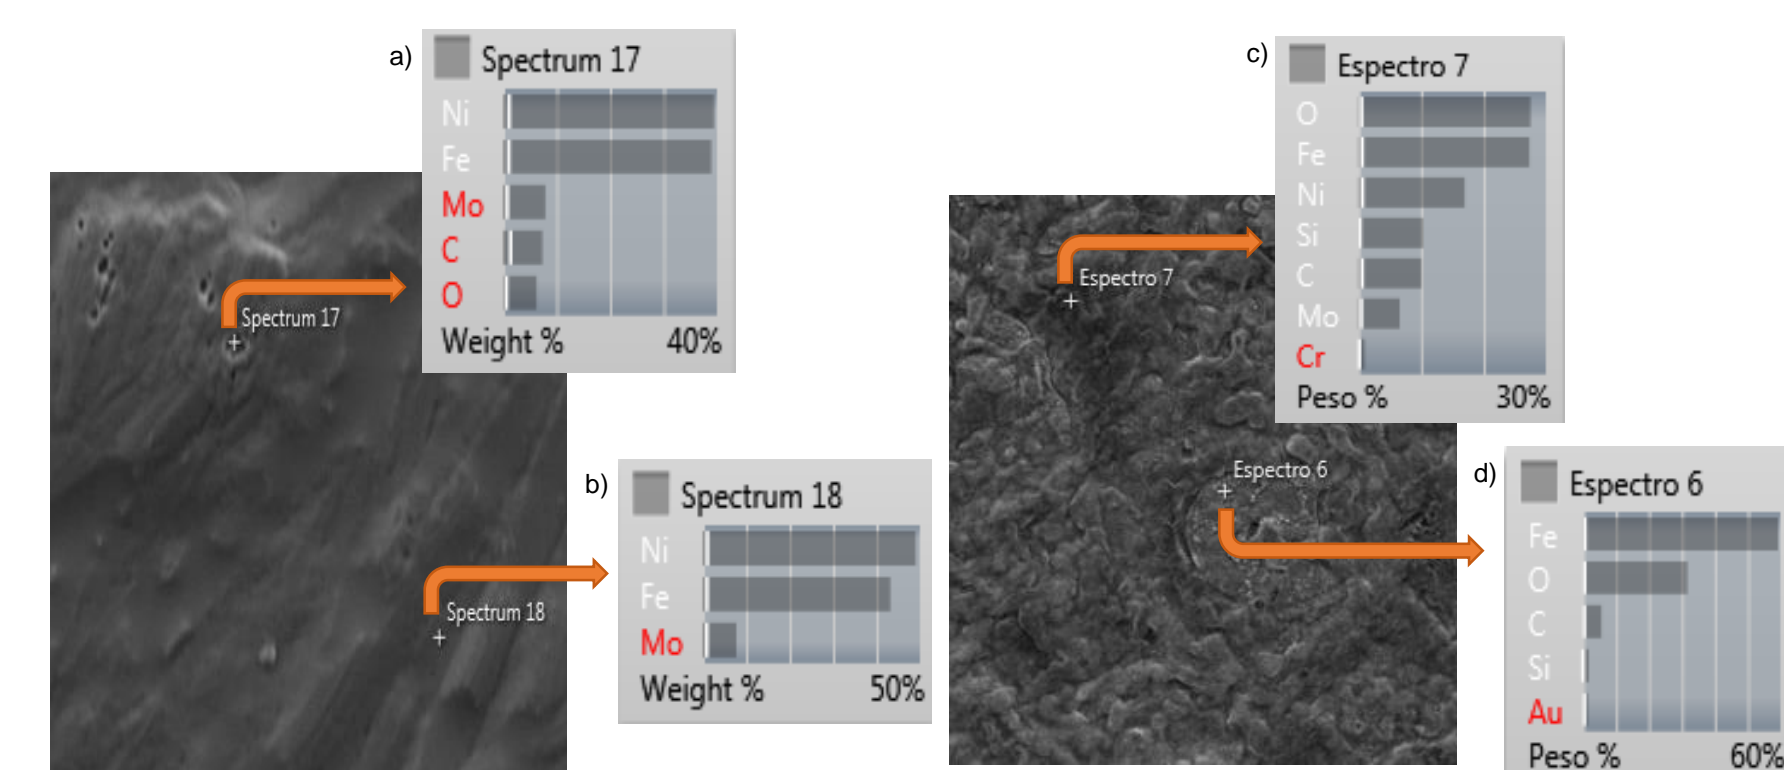 a)
Spectrum 17
Ni
Fe
Mo
C
O
Weight % 40%
Spectrum 17
b)
Spectrum 18
Ni
Fe
Mo
Weight % 50%
Spectrum 18
c)
Espectro 7
O
Fe
Ni
Si
C
Mo
Cr
Peso % 30%
Espectro 7
Espectro 6
d)
Espectro 6
Fe
O
C
Si
Au
Peso % 60%